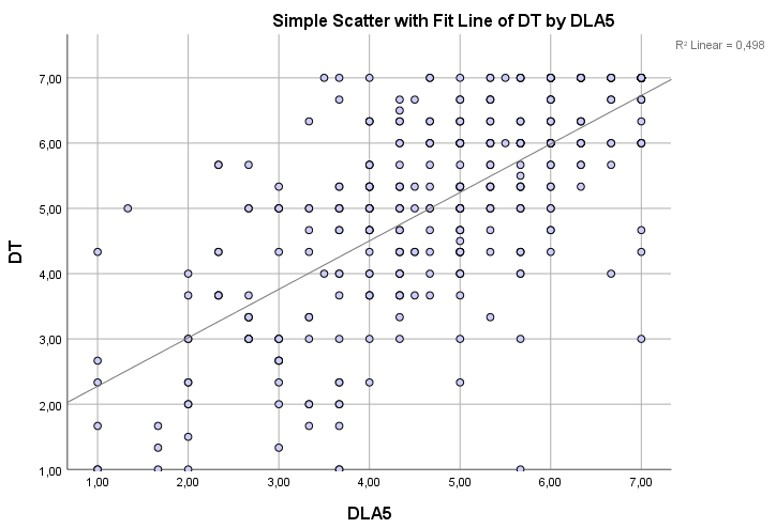 Simple Scatter with Fit Line of DT by DLA5
R² Linear = 0,498
7,00
6,00
5,00
DT
4,00
3,00
2,00
1,00
1,00 2,00 3,00 4,00 5,00 6,00 7,00
DLA5